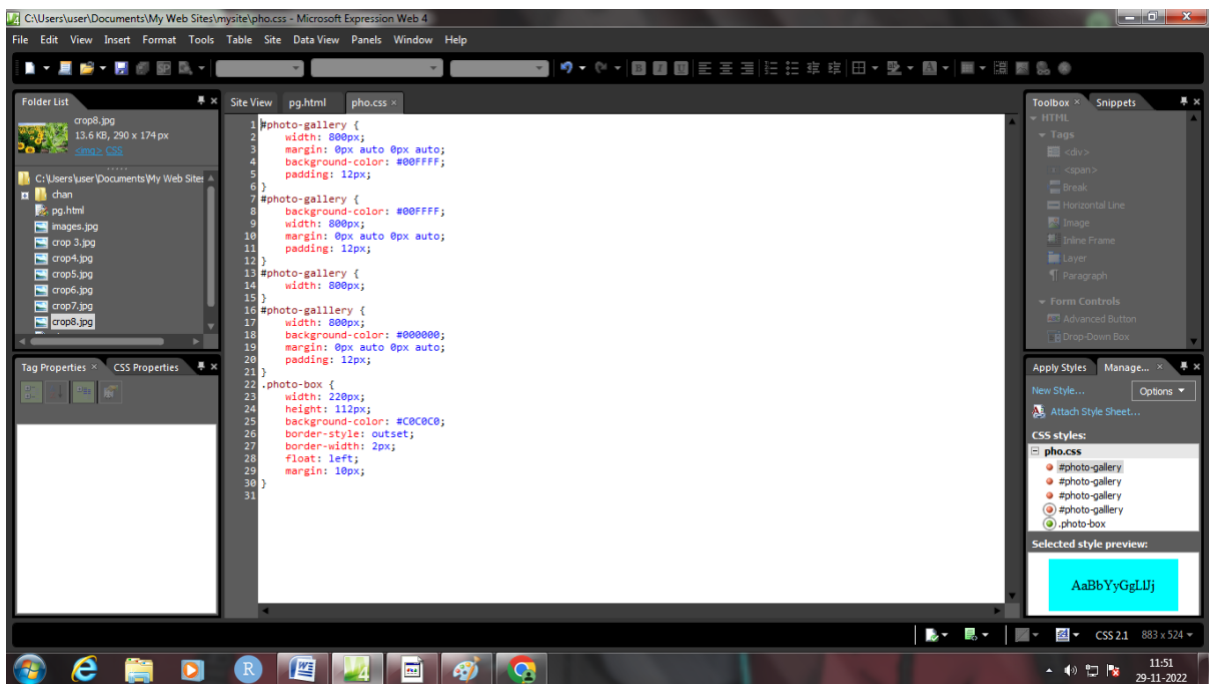 C:\Users\user\Documents\My Web Sites\mysite\pho.css - Microsoft Expression Web 4
File Edit View Insert Format Tools Table Site Data View Panels Window Help
Folder List
crop8.jpg
13.6 KB, 290 x 174 px
<img> CSS
C:\Users\user\Documents\My Web Sites
chan
pg.html
images.jpg
crop 3.jpg
crop4.jpg
crop5.jpg
crop6.jpg
crop7.jpg
crop8.jpg
Tag Properties × CSS Properties
Site View pg.html pho.css ×
1 #photo-gallery {
2 width: 800px;
3 margin: 0px auto 0px auto;
4 background-color: #00FFFF;
5 padding: 12px;
6 }
7 #photo-gallery {
8 background-color: #00FFFF;
9 width: 800px;
10 margin: 0px auto 0px auto;
11 padding: 12px;
12 }
13 #photo-gallery {
14 width: 800px;
15 }
16 #photo-galllery {
17 width: 800px;
18 background-color: #000000;
19 margin: 0px auto 0px auto;
20 padding: 12px;
21 }
22 .photo-box {
23 width: 220px;
24 height: 112px;
25 background-color: #C0C0C0;
26 border-style: outset;
27 border-width: 2px;
28 float: left;
29 margin: 10px;
30 }
31
Toolbox × Snippets
HTML
Tags
<div>
<span>
Break
Horizontal Line
Image
Inline Frame
Layer
Paragraph
Form Controls
Advanced Button
Drop-Down Box
Apply Styles Manage... ×
New Style... Options
Attach Style Sheet...
CSS styles:
pho.css
#photo-gallery
#photo-gallery
#photo-gallery
#photo-galllery
.photo-box
Selected style preview:
AaBbYyGgLlJj
CSS 2.1 883 x 524
11:51
29-11-2022